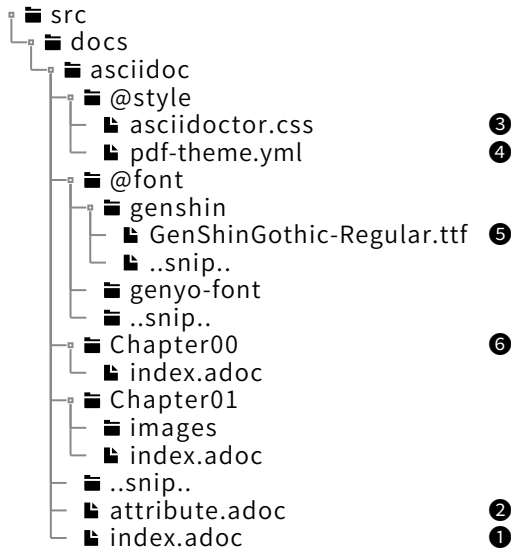 src
docs
asciidoc
@style
asciidoctor.css ❸
pdf-theme.yml ❹
@font
genshin
GenShinGothic-Regular.ttf ❺
..snip..
genyo-font
..snip..
Chapter00 ❻
index.adoc
Chapter01
images
index.adoc
..snip..
attribute.adoc ❷
index.adoc ❶